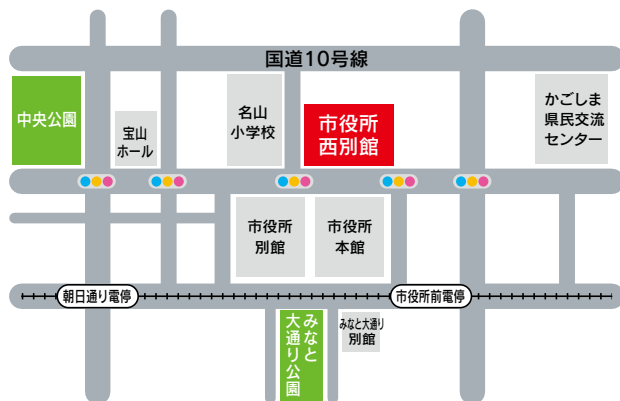 国道10号線
中央公園
宝山
ホール
名山
小学校
市役所
西別館
かごしま
県民交流
センター
市役所
別館
市役所
本館
朝日通り電停
市役所前電停
みなと
大通り公園
みなと大通り
別館